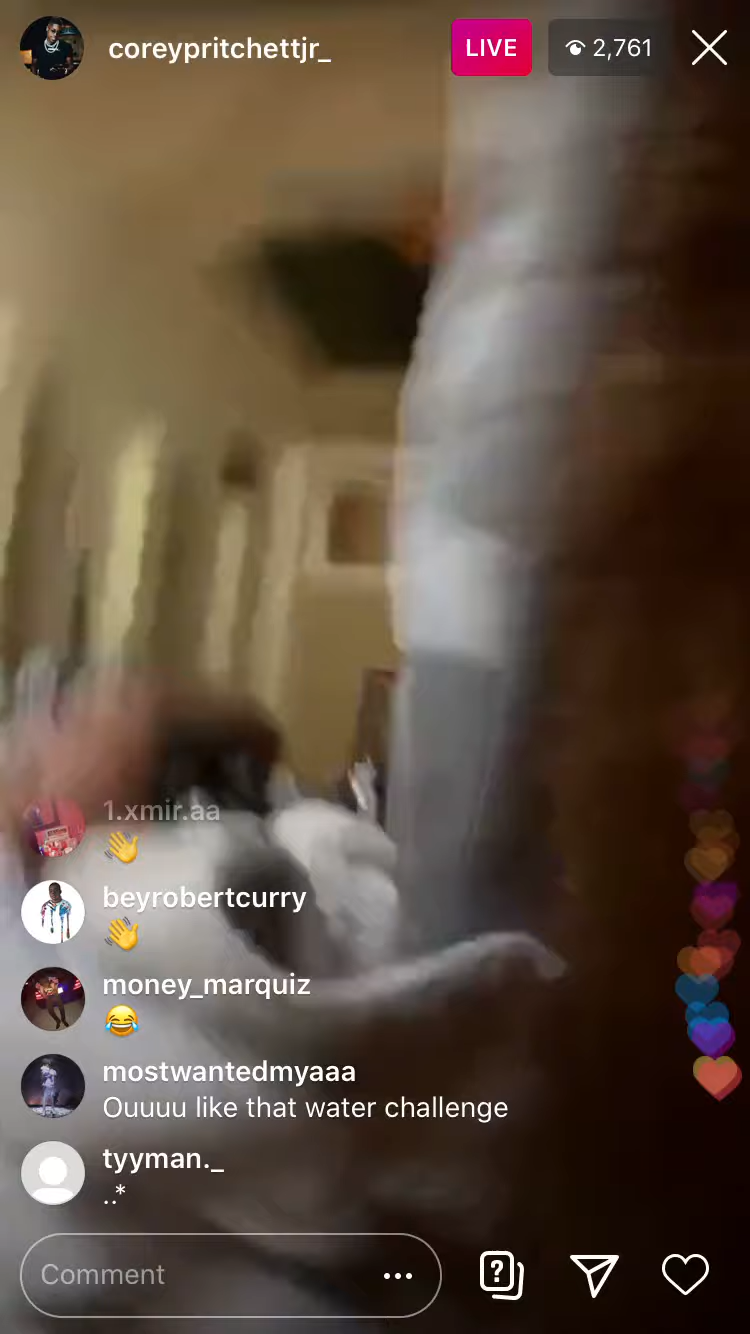 coreypritchettjr_
LIVE
2,761
1.xmir.aa
👋
beyrobertcurry
👋
money_marquiz
😂
mostwantedmyaaa
Ouuuu like that water challenge
tyyman._
..*
Comment